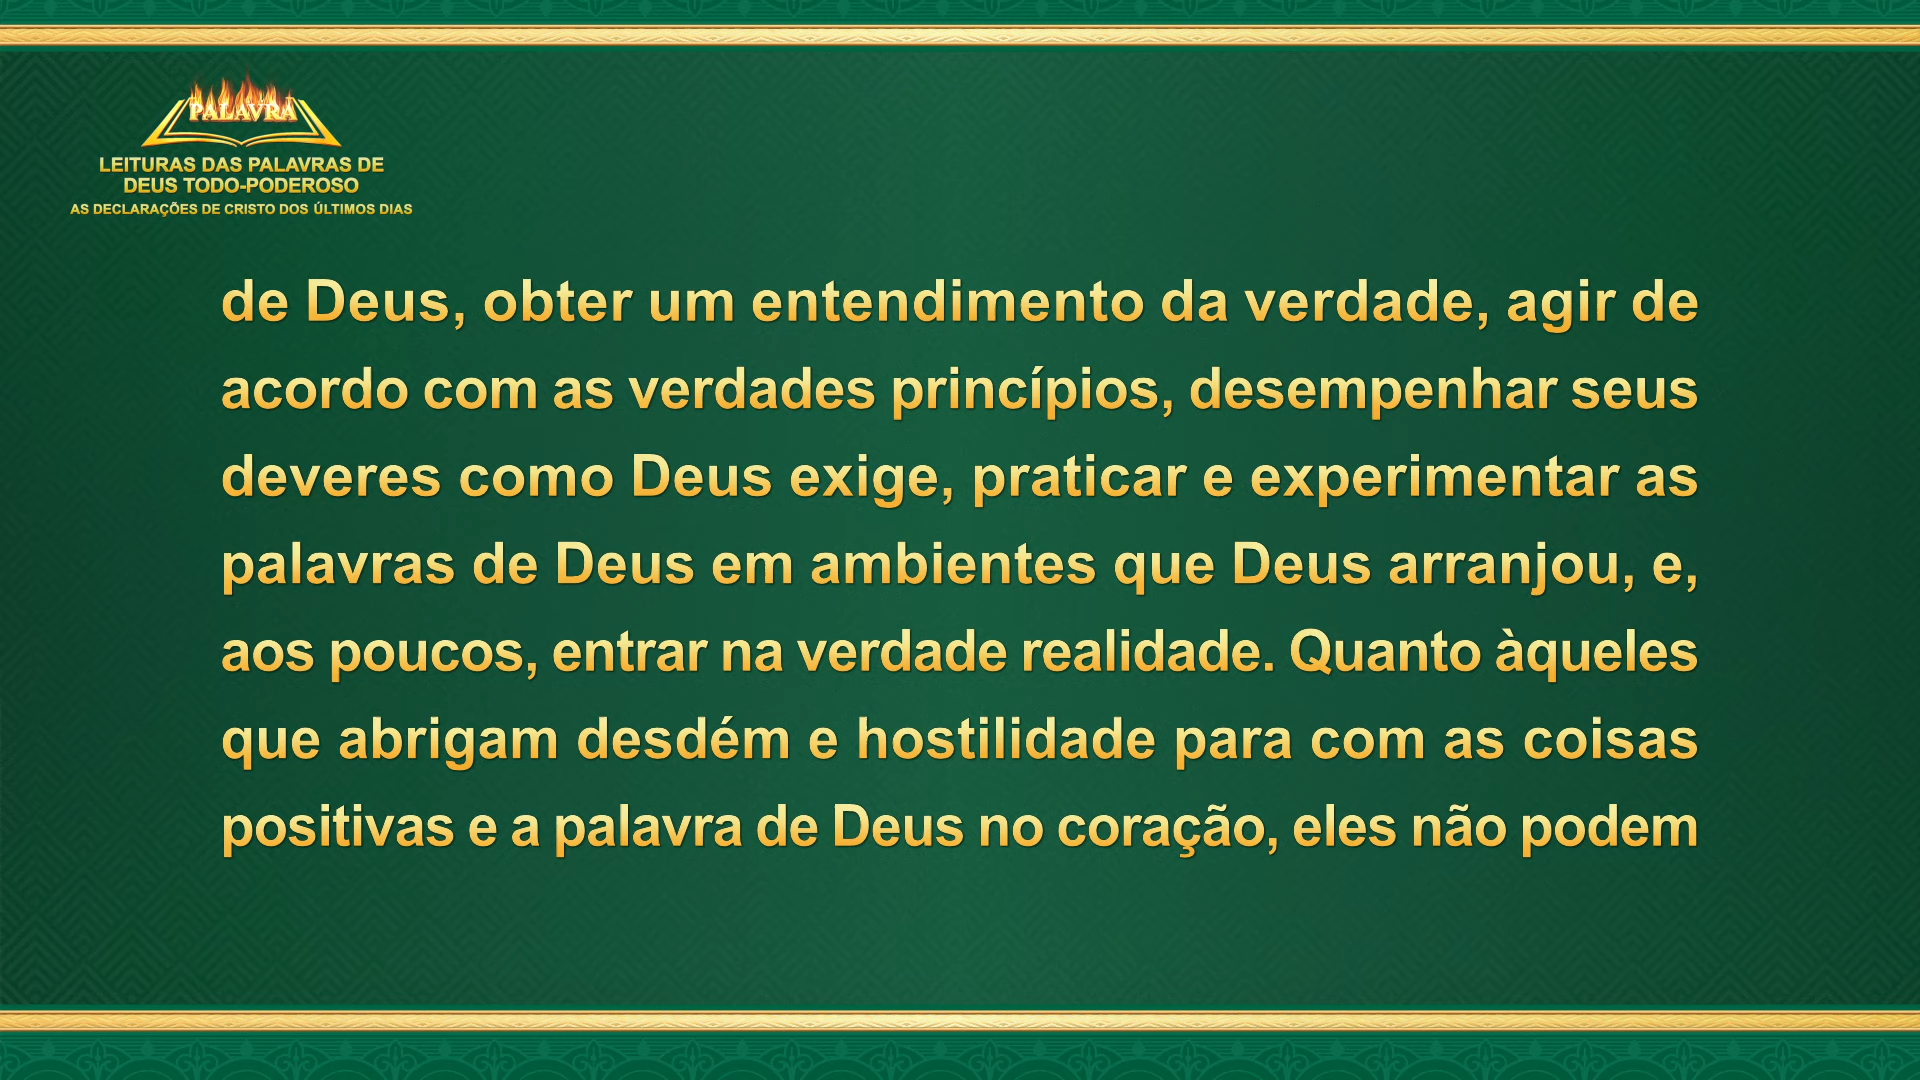 PALAVRA
LEITURAS DAS PALAVRAS DE
DEUS TODO-PODEROSO
AS DECLARAÇÕES DE CRISTO DOS ÚLTIMOS DIAS
de Deus, obter um entendimento da verdade, agir de
acordo com as verdades princípios, desempenhar seus
deveres como Deus exige, praticar e experimentar as
palavras de Deus em ambientes que Deus arranjou, e,
aos poucos, entrar na verdade realidade. Quanto àqueles
que abrigam desdém e hostilidade para com as coisas
positivas e a palavra de Deus no coração, eles não podem